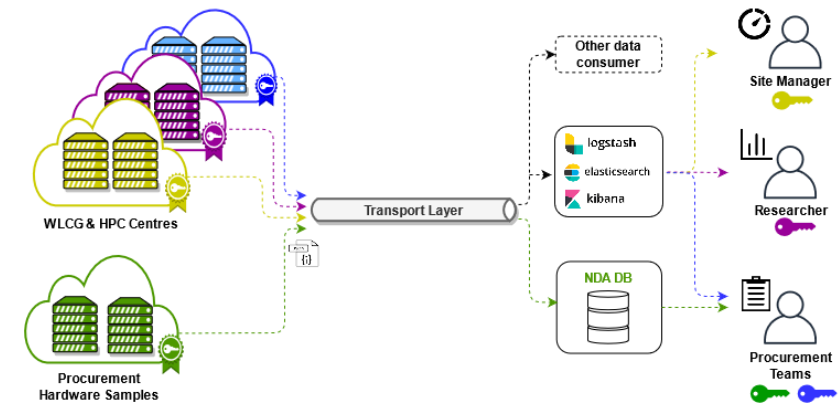 WLCG & HPC Centres
Procurement
Hardware Samples
JSON
{i}
Transport Layer
Other data
consumer
logstash
elasticsearch
kibana
NDA DB
Site Manager
Researcher
Procurement
Teams